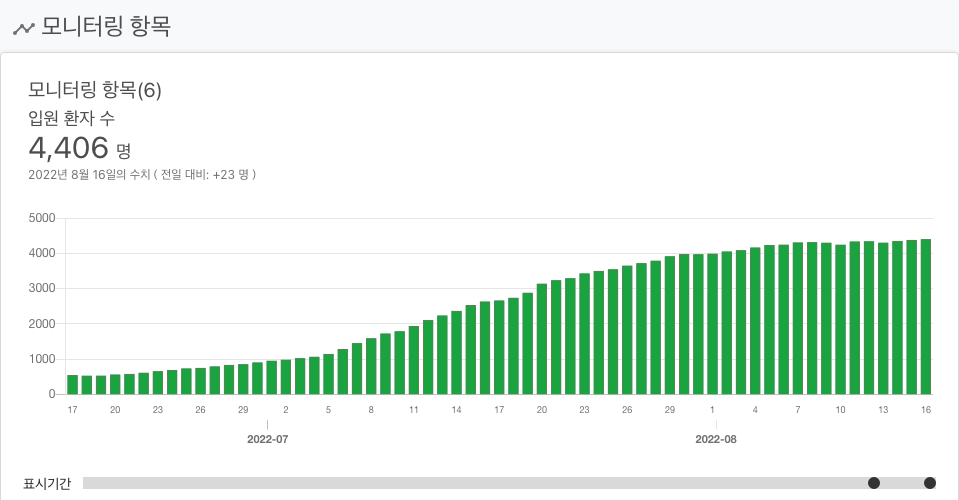 모니터링 항목
모니터링 항목(6)
입원 환자 수
4,406 명
2022년 8월 16일의 수치 ( 전일 대비: +23 명 )
5000
4000
3000
2000
1000
0
17 20 23 26 29 2 5 8 11 14 17 20 23 26 29 1 4 7 10 13 16
2022-07 2022-08
표시기간